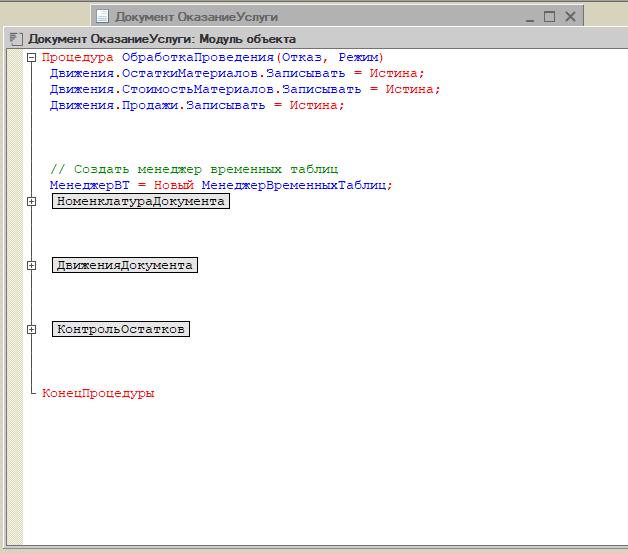 Документ ОказаниеУслуги
Документ ОказаниеУслуги: Модуль объекта
Процедура ОбработкаПроведения(Отказ, Режим)
Движения.ОстаткиМатериалов.Записывать = Истина;
Движения.СтоимостьМатериалов.Записывать = Истина;
Движения.Продажи.Записывать = Истина;
// Создать менеджер временных таблиц
МенеджерВТ = Новый МенеджерВременныхТаблиц;
НоменклатураДокумента
ДвиженияДокумента
КонтрольОстатков
КонецПроцедуры